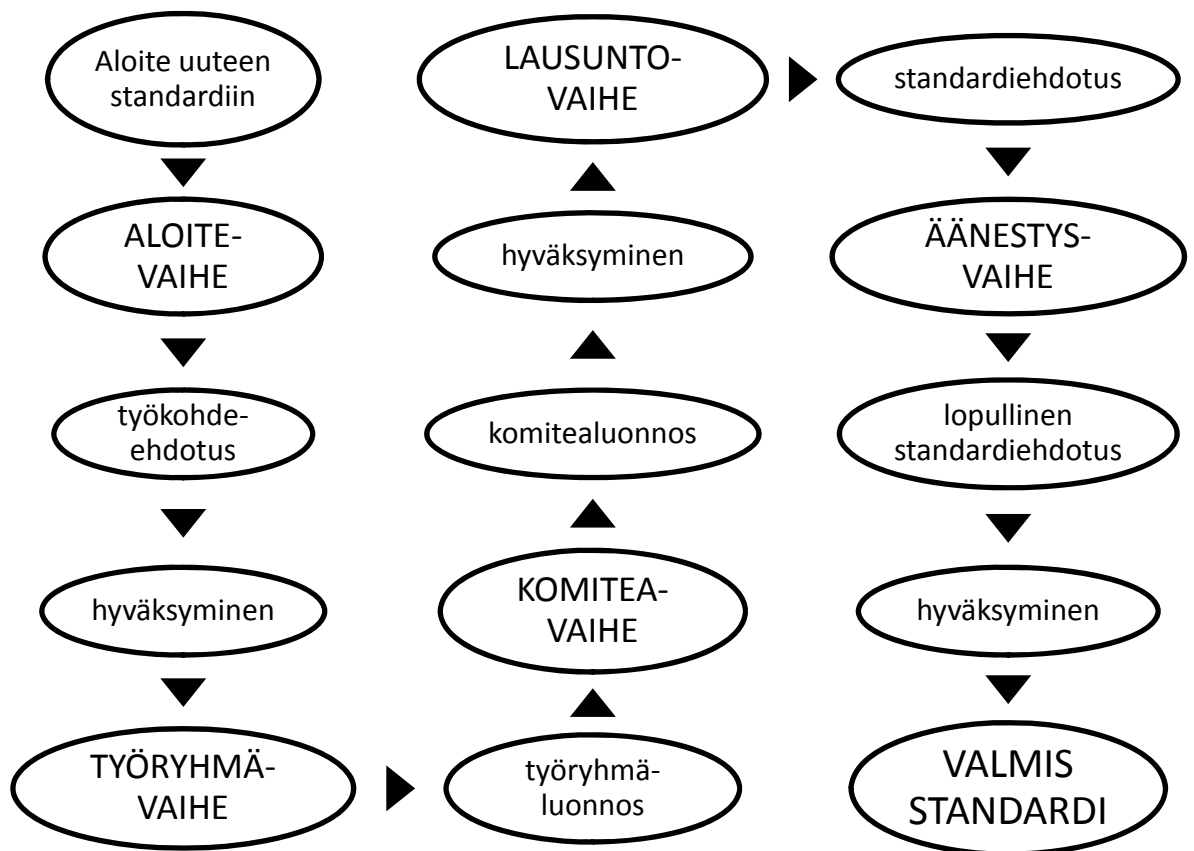 Aloite uuteen
standardiin
ALOITE-
VAIHE
työkohde-
ehdotus
hyväksyminen
TYÖRYHMÄ-
VAIHE
työryhmä-
luonnos
KOMITEA-
VAIHE
komitealuonnos
hyväksyminen
LAUSUNTO-
VAIHE
standardiehdotus
ÄÄNESTYS-
VAIHE
lopullinen
standardiehdotus
hyväksyminen
VALMIS
STANDARDI